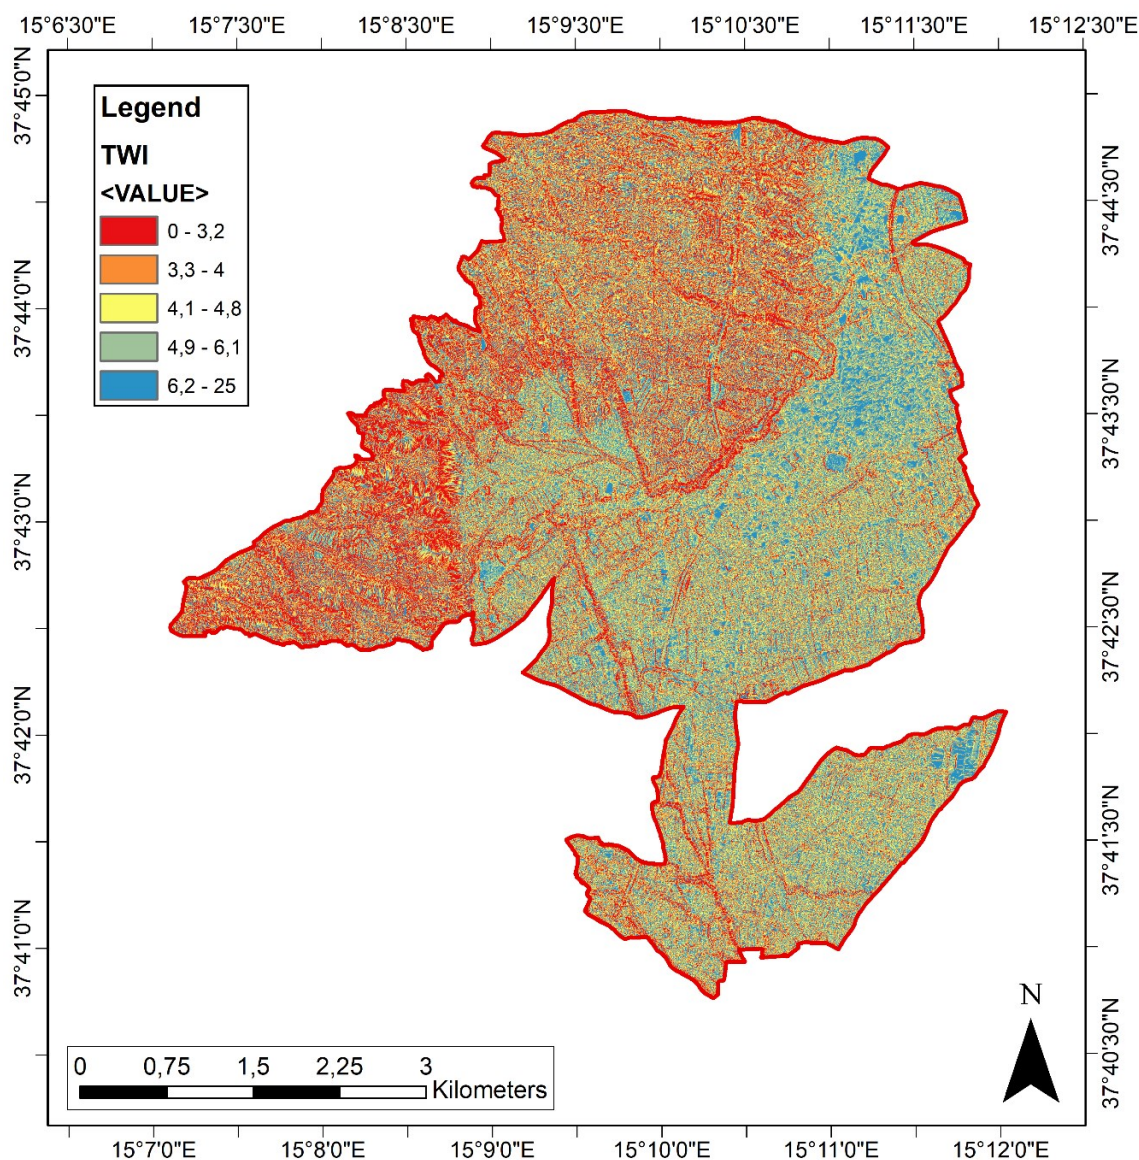 15°6'30"E 15°7'30"E 15°8'30"E 15°9'30"E 15°10'30"E 15°11'30"E 15°12'30"E
37°45'0"N
37°44'0"N
37°43'0"N
37°42'0"N
37°41'0"N
Legend
TWI
<VALUE>
0 - 3,2
3,3 - 4
4,1 - 4,8
4,9 - 6,1
6,2 - 25
37°44'30"N
37°43'30"N
37°42'30"N
37°41'30"N
37°40'30"N
N
0 0,75 1,5 2,25 3
Kilometers
15°7'0"E 15°8'0"E 15°9'0"E 15°10'0"E 15°11'0"E 15°12'0"E